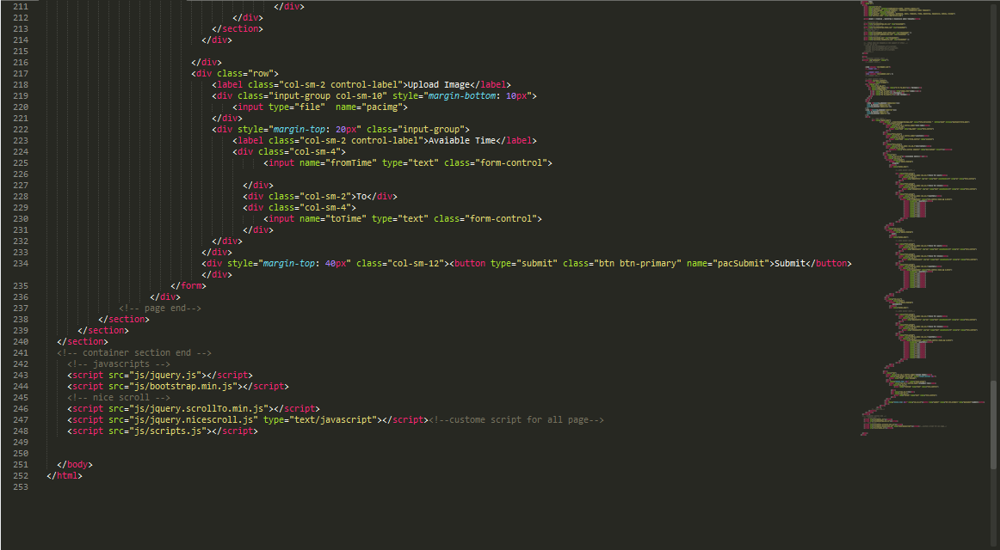 211 </div>
212 </div>
213 </section>
214 </div>
215
216 </div>
217 <div class="row">
218 <label class="col-sm-2 control-label">Upload Image</label>
219 <div class="input-group col-sm-10" style="margin-bottom: 10px">
220 <input type="file"  name="pacimg">
221 </div>
222 <div style="margin-top: 20px" class="input-group">
223 <label class="col-sm-2 control-label">Avaiable Time</label>
224 <div class="col-sm-4">
225 <input name="fromTime" type="text" class="form-control">
226
227 </div>
228 <div class="col-sm-2">To</div>
229 <div class="col-sm-4">
230 <input name="toTime" type="text" class="form-control">
231 </div>
232 </div>
233 </div>
234 <div style="margin-top: 40px" class="col-sm-12"><button type="submit" class="btn btn-primary" name="pacSubmit">Submit</button>
</div>
235 </form>
236 </div>
237 <!-- page end-->
238 </section>
239 </section>
240 </section>
241 <!-- container section end -->
242 <!-- javascripts -->
243 <script src="js/jquery.js"></script>
244 <script src="js/bootstrap.min.js"></script>
245 <!-- nice scroll -->
246 <script src="js/jquery.scrollTo.min.js"></script>
247 <script src="js/jquery.nicescroll.js" type="text/javascript"></script><!--custome script for all page-->
248 <script src="js/scripts.js"></script>
249
250
251 </body>
252 </html>
253